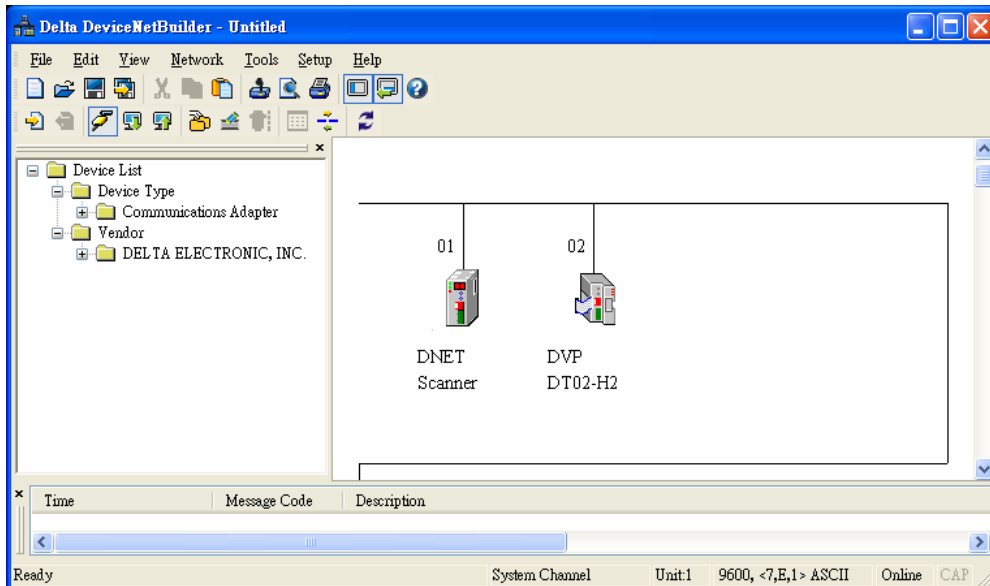 Delta DeviceNetBuilder - Untitled
File Edit View Network Tools Setup Help
Device List
Device Type
Communications Adapter
Vendor
DELTA ELECTRONIC, INC.
01 02
DNET DVP
Scanner DT02-H2
Time Message Code Description
Ready System Channel Unit:1 9600, <7,E,1> ASCII Online CAP